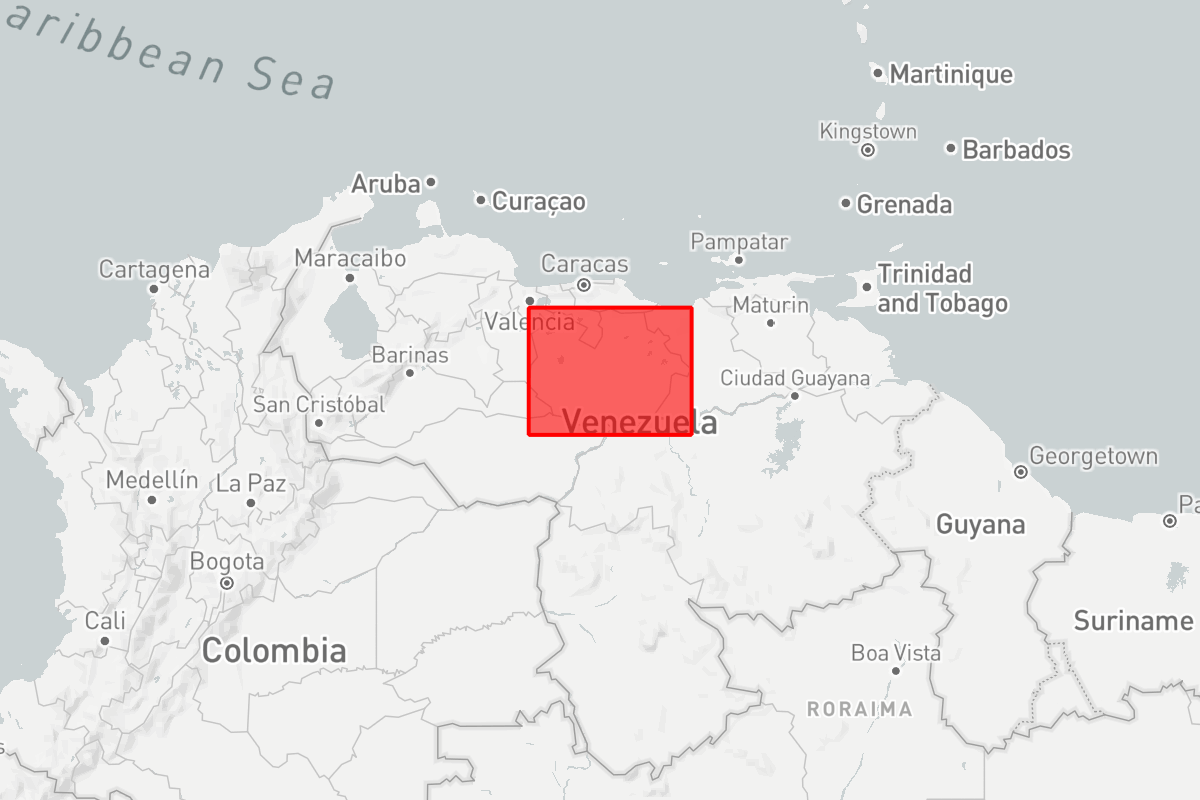 aribbean Sea
Martinique
Kingstown
Barbados
Aruba
Curaçao
Grenada
Pampatar
Maracaibo
Caracas
Cartagena
Trinidad
and Tobago
Maturin
Valencia
Barinas
Ciudad Guayana
San Cristóbal
Venezuela
Georgetown
Medellín
La Paz
Pa
Guyana
Bogota
Cali
Suriname
Colombia
Boa Vista
RORAIMA
s